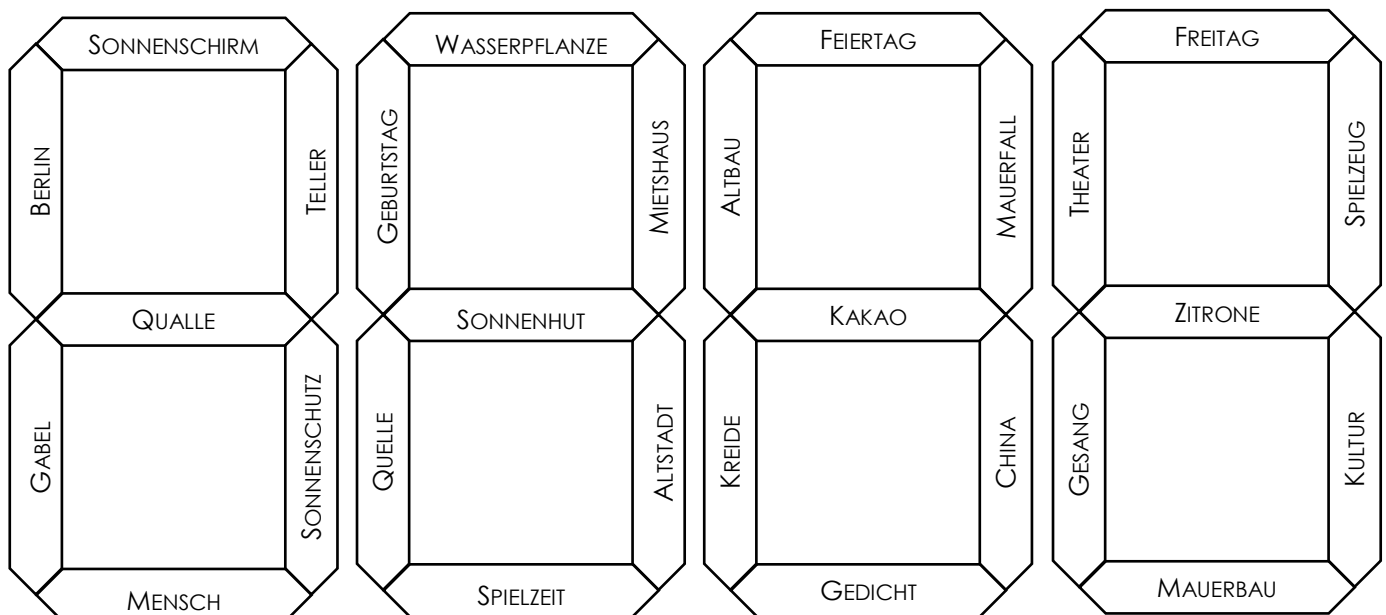 SONNENSCHIRM
BERLIN
TELLER
QUALLE
GABEL
SONNENSCHUTZ
MENSCH
WASSERPFLANZE
GEBURTSTAG
MIETSHAUS
SONNENHUT
QUELLE
ALTSTADT
SPIELZEIT
FEIERTAG
ALTBAU
MAUERFALL
KAKAO
KREIDE
CHINA
GEDICHT
FREITAG
THEATER
SPIELZEUG
ZITRONE
GESANG
KULTUR
MAUERBAU